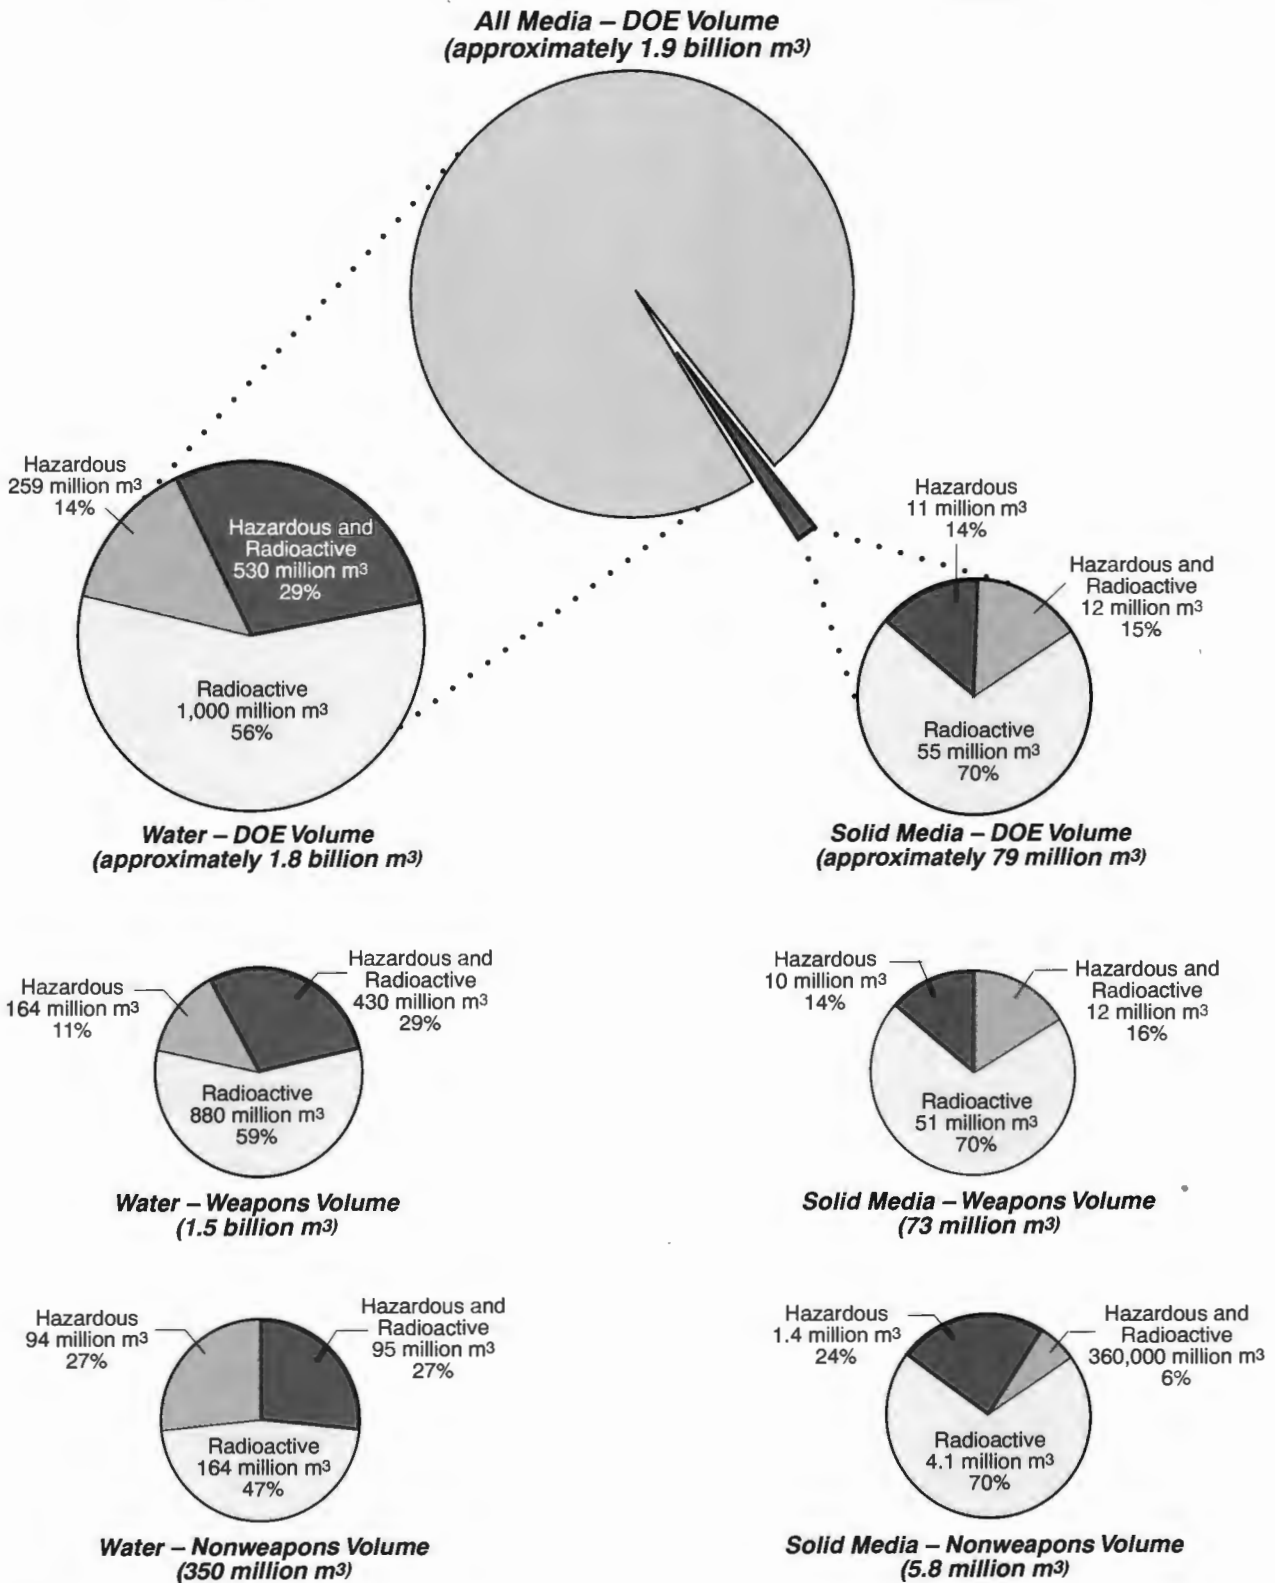 All Media – DOE Volume
(approximately 1.9 billion m³)
Hazardous
259 million m³
14%
Hazardous and
Radioactive
530 million m³
29%
Radioactive
1,000 million m³
56%
Water – DOE Volume
(approximately 1.8 billion m³)
Hazardous
11 million m³
14%
Hazardous and
Radioactive
12 million m³
15%
Radioactive
55 million m³
70%
Solid Media – DOE Volume
(approximately 79 million m³)
Hazardous
164 million m³
11%
Hazardous and
Radioactive
430 million m³
29%
Radioactive
880 million m³
59%
Water – Weapons Volume
(1.5 billion m³)
Hazardous
10 million m³
14%
Hazardous and
Radioactive
12 million m³
16%
Radioactive
51 million m³
70%
Solid Media – Weapons Volume
(73 million m³)
Hazardous
94 million m³
27%
Hazardous and
Radioactive
95 million m³
27%
Radioactive
164 million m³
47%
Water – Nonweapons Volume
(350 million m³)
Hazardous
1.4 million m³
24%
Hazardous and
Radioactive
360,000 million m³
6%
Radioactive
4.1 million m³
70%
Solid Media – Nonweapons Volume
(5.8 million m³)